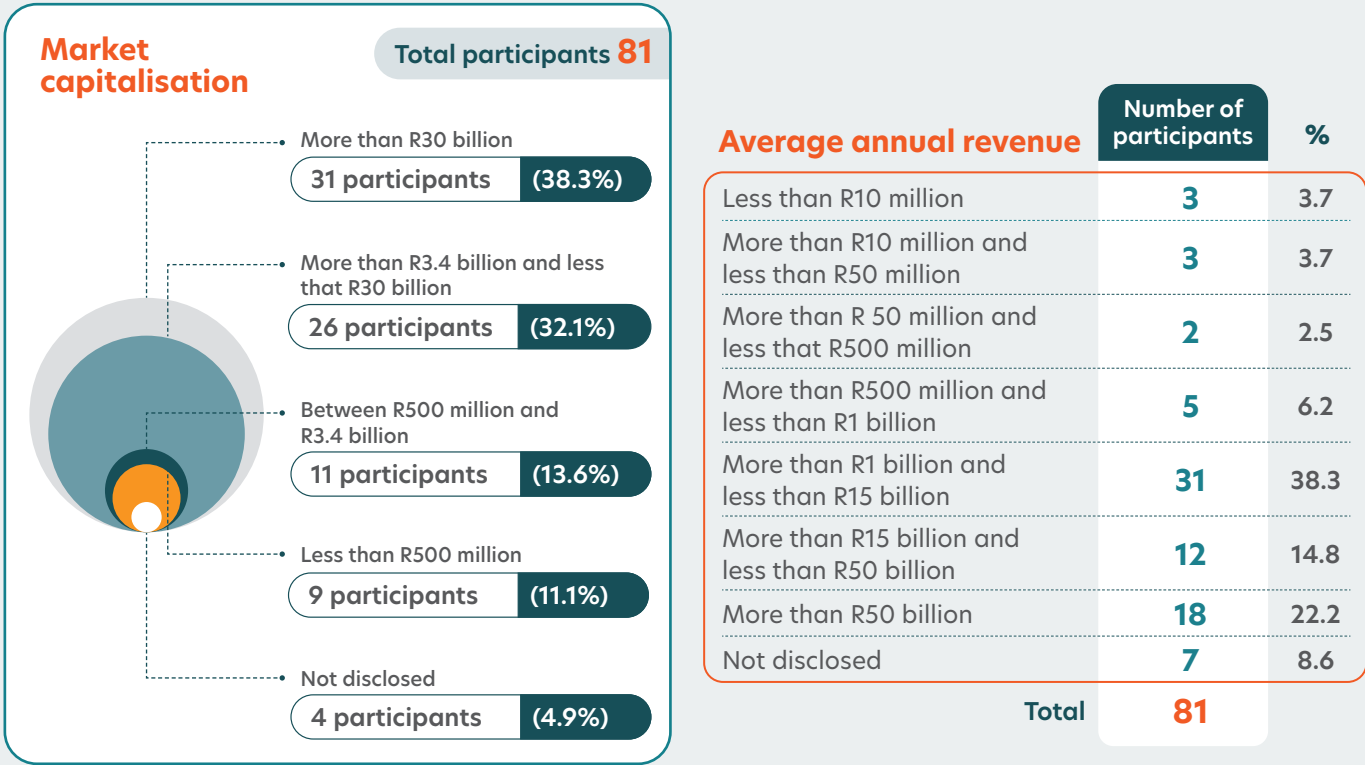 Market
capitalisation
Total participants 81
More than R30 billion
31 participants (38.3%)
More than R3.4 billion and less
that R30 billion
26 participants (32.1%)
Between R500 million and
R3.4 billion
11 participants (13.6%)
Less than R500 million
9 participants (11.1%)
Not disclosed
4 participants (4.9%)
Average annual revenue
Number of
participants
%
Less than R10 million 3 3.7
More than R10 million and
less than R50 million
3 3.7
More than R 50 million and
less that R500 million
2 2.5
More than R500 million and
less than R1 billion
5 6.2
More than R1 billion and
less than R15 billion
31 38.3
More than R15 billion and
less than R50 billion
12 14.8
More than R50 billion 18 22.2
Not disclosed 7 8.6
Total 81